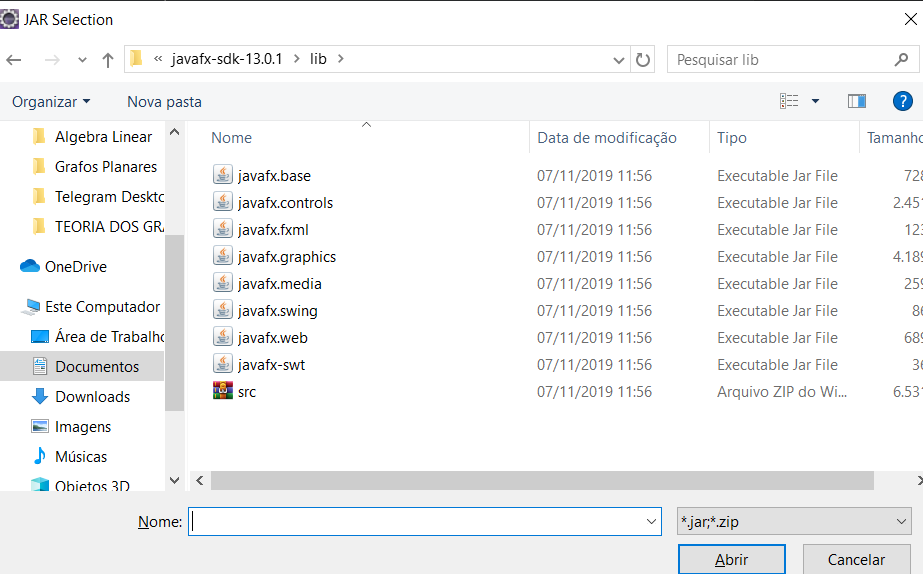 JAR Selection
« javafx-sdk-13.0.1 > lib >
Pesquisar lib
Organizar
Nova pasta
?
Algebra Linear
Grafos Planares
Telegram Deskto
TEORIA DOS GRA
OneDrive
Este Computador
Área de Trabalho
Documentos
Downloads
Imagens
Músicas
Objetos 3D
Nome Data de modificação Tipo Tamanho
javafx.base 07/11/2019 11:56 Executable Jar File 728
javafx.controls 07/11/2019 11:56 Executable Jar File 2.451
javafx.fxml 07/11/2019 11:56 Executable Jar File 123
javafx.graphics 07/11/2019 11:56 Executable Jar File 4.189
javafx.media 07/11/2019 11:56 Executable Jar File 259
javafx.swing 07/11/2019 11:56 Executable Jar File 86
javafx.web 07/11/2019 11:56 Executable Jar File 689
javafx-swt 07/11/2019 11:56 Executable Jar File 36
src 07/11/2019 11:56 Arquivo ZIP do Wi... 6.531
Nome:
*.jar;*.zip
Abrir
Cancelar